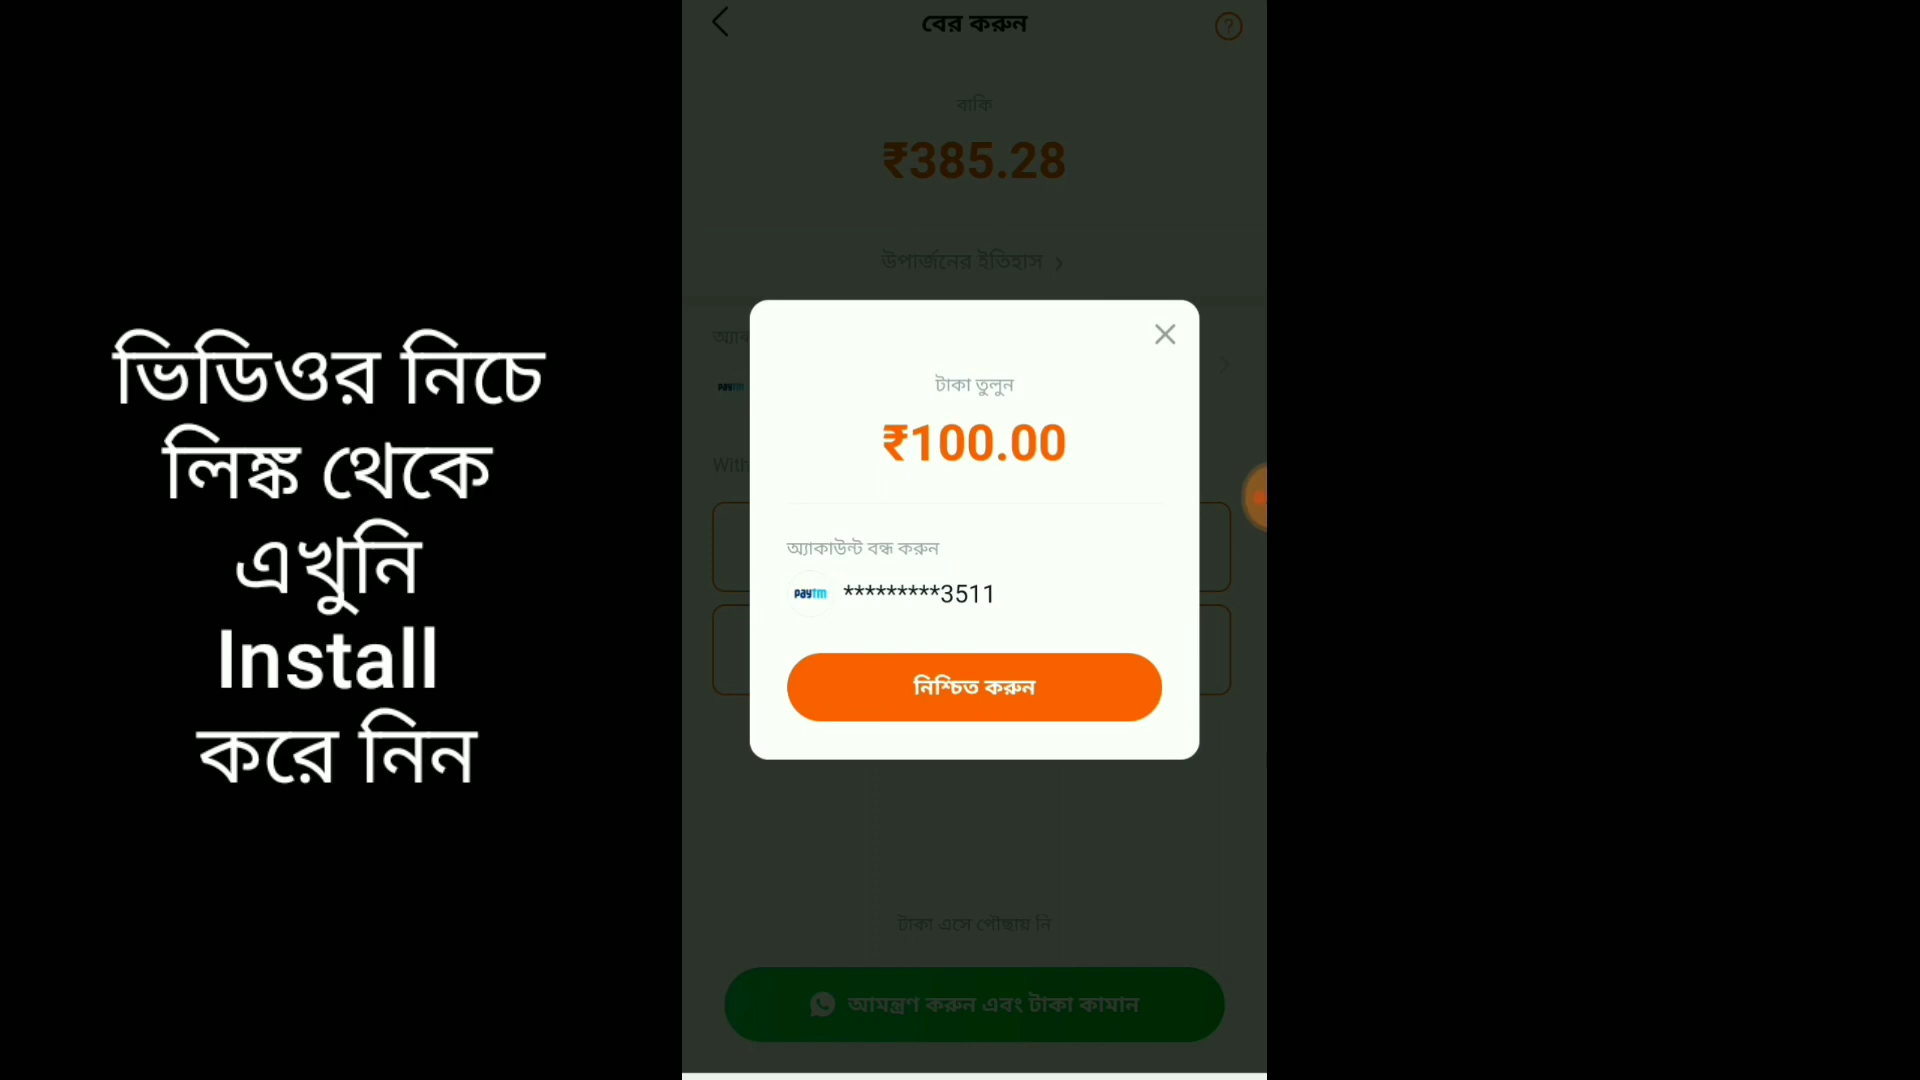 ভিডিওর নিচে
লিঙ্ক থেকে
এখুনি
Install
করে নিন
বের করুন
?
বাকি
₹385.28
উপার্জনের ইতিহাস
টাকা তুলুন
₹100.00
অ্যাকাউন্ট বন্ধ করুন
paytm *********3511
নিশ্চিত করুন
টাকা এসে পৌছায় নি
আমন্ত্রণ করুন এবং টাকা কামান